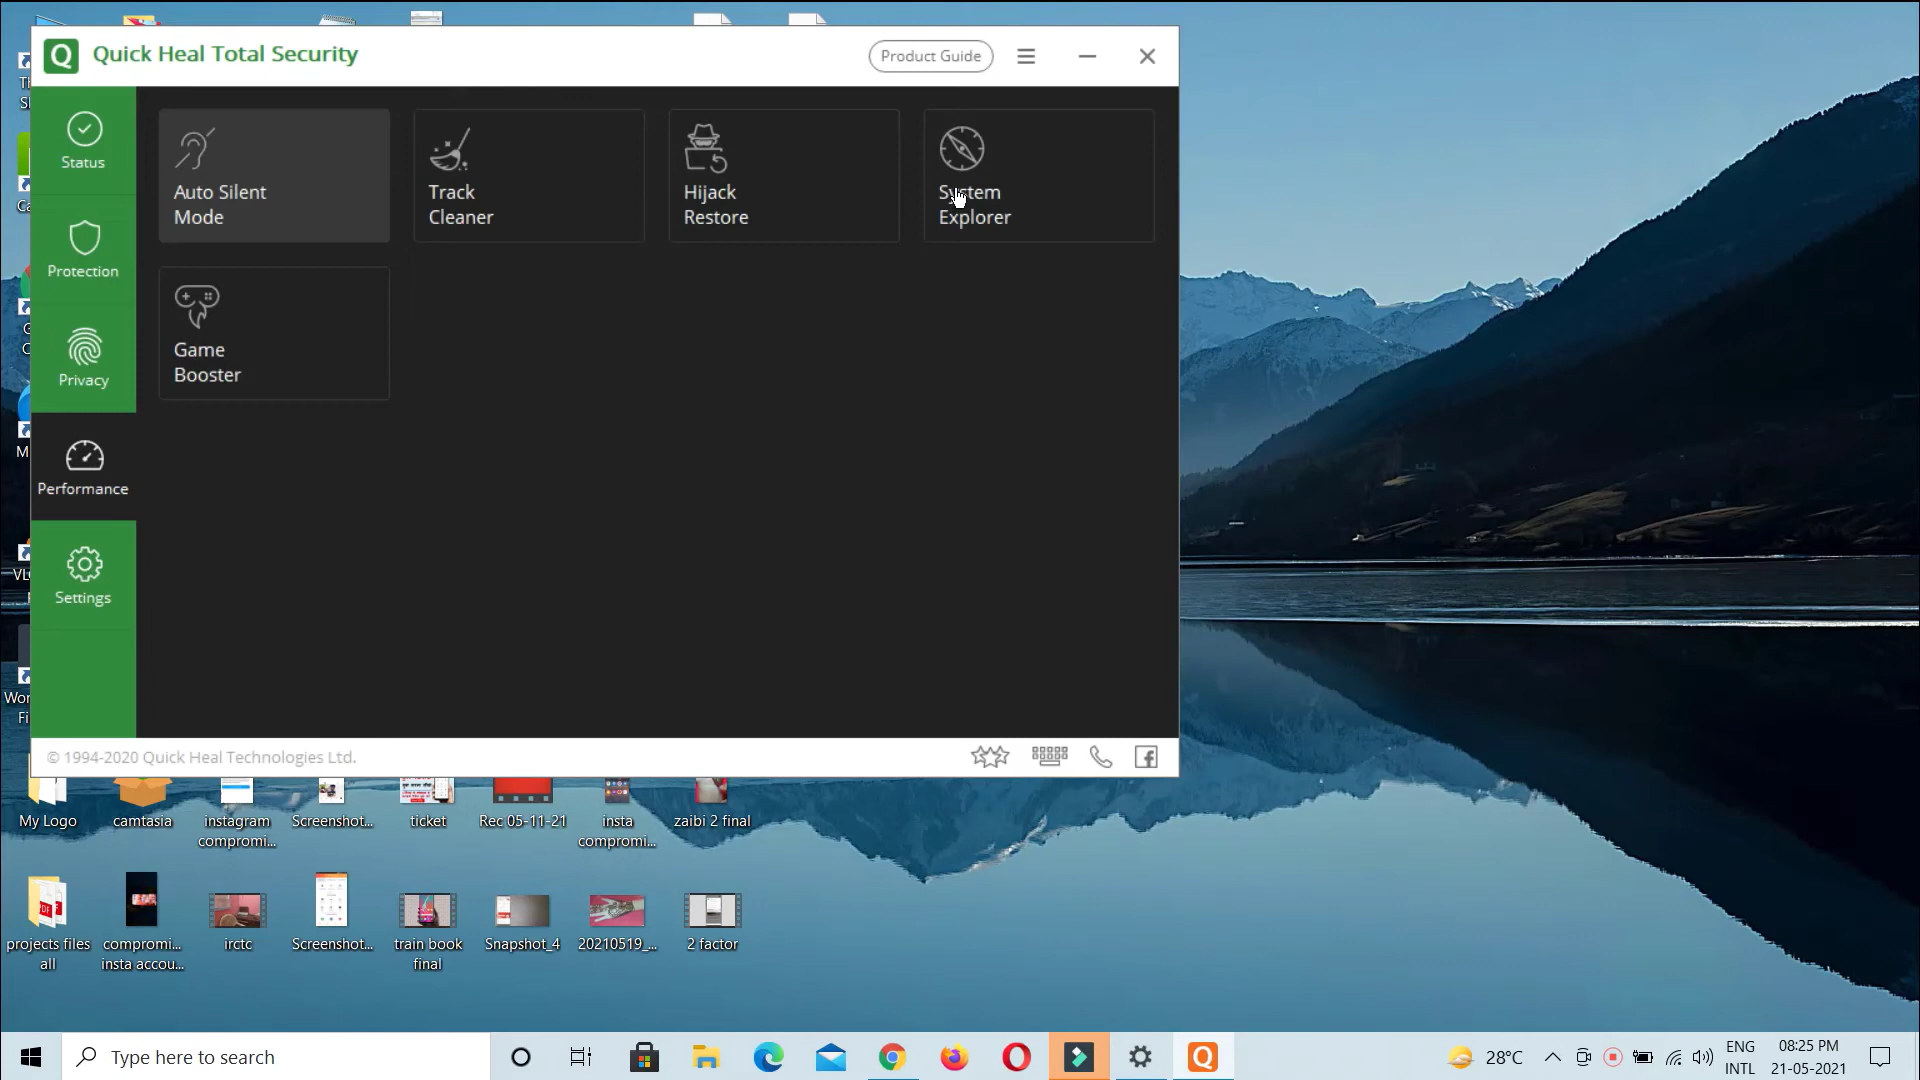 Quick Heal Total Security
Product Guide
Status
Auto Silent
Mode
Track
Cleaner
Hijack
Restore
System
Explorer
Protection
Game
Booster
Privacy
Performance
Settings
© 1994-2020 Quick Heal Technologies Ltd.
My Logo
camtasia
instagram
compromi...
Screenshot...
ticket
Rec 05-11-21
insta
compromi...
zaibi 2 final
projects files
all
compromi...
insta accou...
irctc
Screenshot...
train book
final
Snapshot_4
20210519_...
2 factor
Type here to search
28°C
ENG
INTL
08:25 PM
21-05-2021